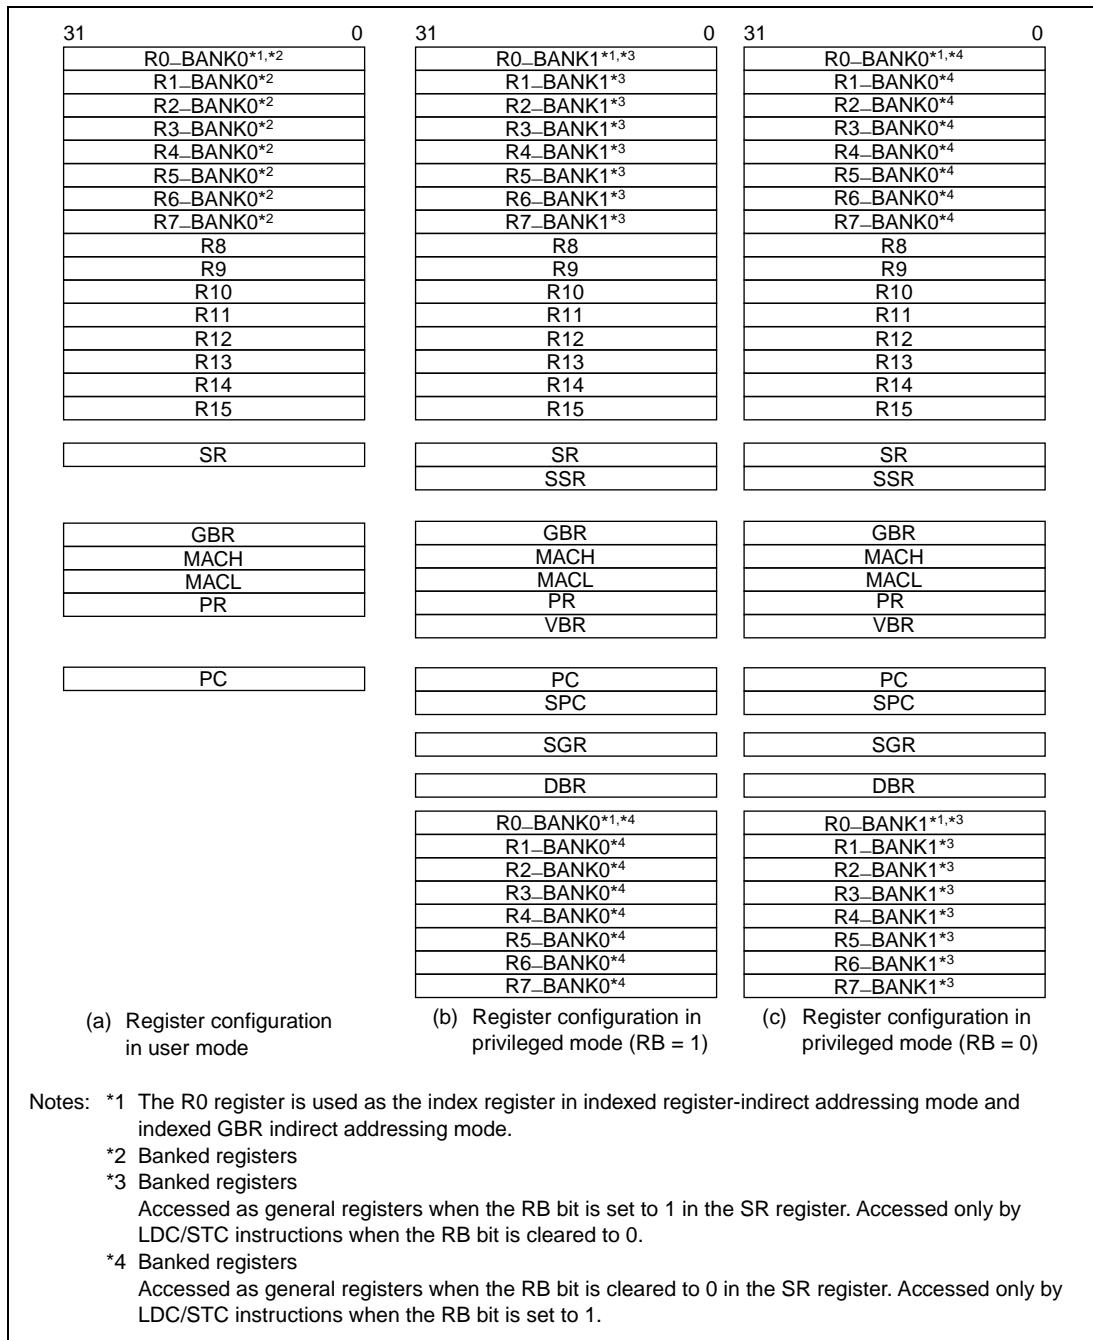 31 0 31 0 31 0
R0_BANK0*1,*2 R0_BANK1*1,*3 R0_BANK0*1,*4
R1_BANK0*2 R1_BANK1*3 R1_BANK0*4
R2_BANK0*2 R2_BANK1*3 R2_BANK0*4
R3_BANK0*2 R3_BANK1*3 R3_BANK0*4
R4_BANK0*2 R4_BANK1*3 R4_BANK0*4
R5_BANK0*2 R5_BANK1*3 R5_BANK0*4
R6_BANK0*2 R6_BANK1*3 R6_BANK0*4
R7_BANK0*2 R7_BANK1*3 R7_BANK0*4
R8 R8 R8
R9 R9 R9
R10 R10 R10
R11 R11 R11
R12 R12 R12
R13 R13 R13
R14 R14 R14
R15 R15 R15
SR SR SR
SSR SSR
GBR GBR GBR
MACH MACH MACH
MACL MACL MACL
PR PR PR
VBR VBR
PC PC PC
SPC SPC
SGR SGR
DBR DBR
R0_BANK0*1,*4 R0_BANK1*1,*3
R1_BANK0*4 R1_BANK1*3
R2_BANK0*4 R2_BANK1*3
R3_BANK0*4 R3_BANK1*3
R4_BANK0*4 R4_BANK1*3
R5_BANK0*4 R5_BANK1*3
R6_BANK0*4 R6_BANK1*3
R7_BANK0*4 R7_BANK1*3
(a) Register configuration
in user mode
(b) Register configuration in
privileged mode (RB = 1)
(c) Register configuration in
privileged mode (RB = 0)
Notes: *1 The R0 register is used as the index register in indexed register-indirect addressing mode and
indexed GBR indirect addressing mode.
*2 Banked registers
*3 Banked registers
Accessed as general registers when the RB bit is set to 1 in the SR register. Accessed only by
LDC/STC instructions when the RB bit is cleared to 0.
*4 Banked registers
Accessed as general registers when the RB bit is cleared to 0 in the SR register. Accessed only by
LDC/STC instructions when the RB bit is set to 1.